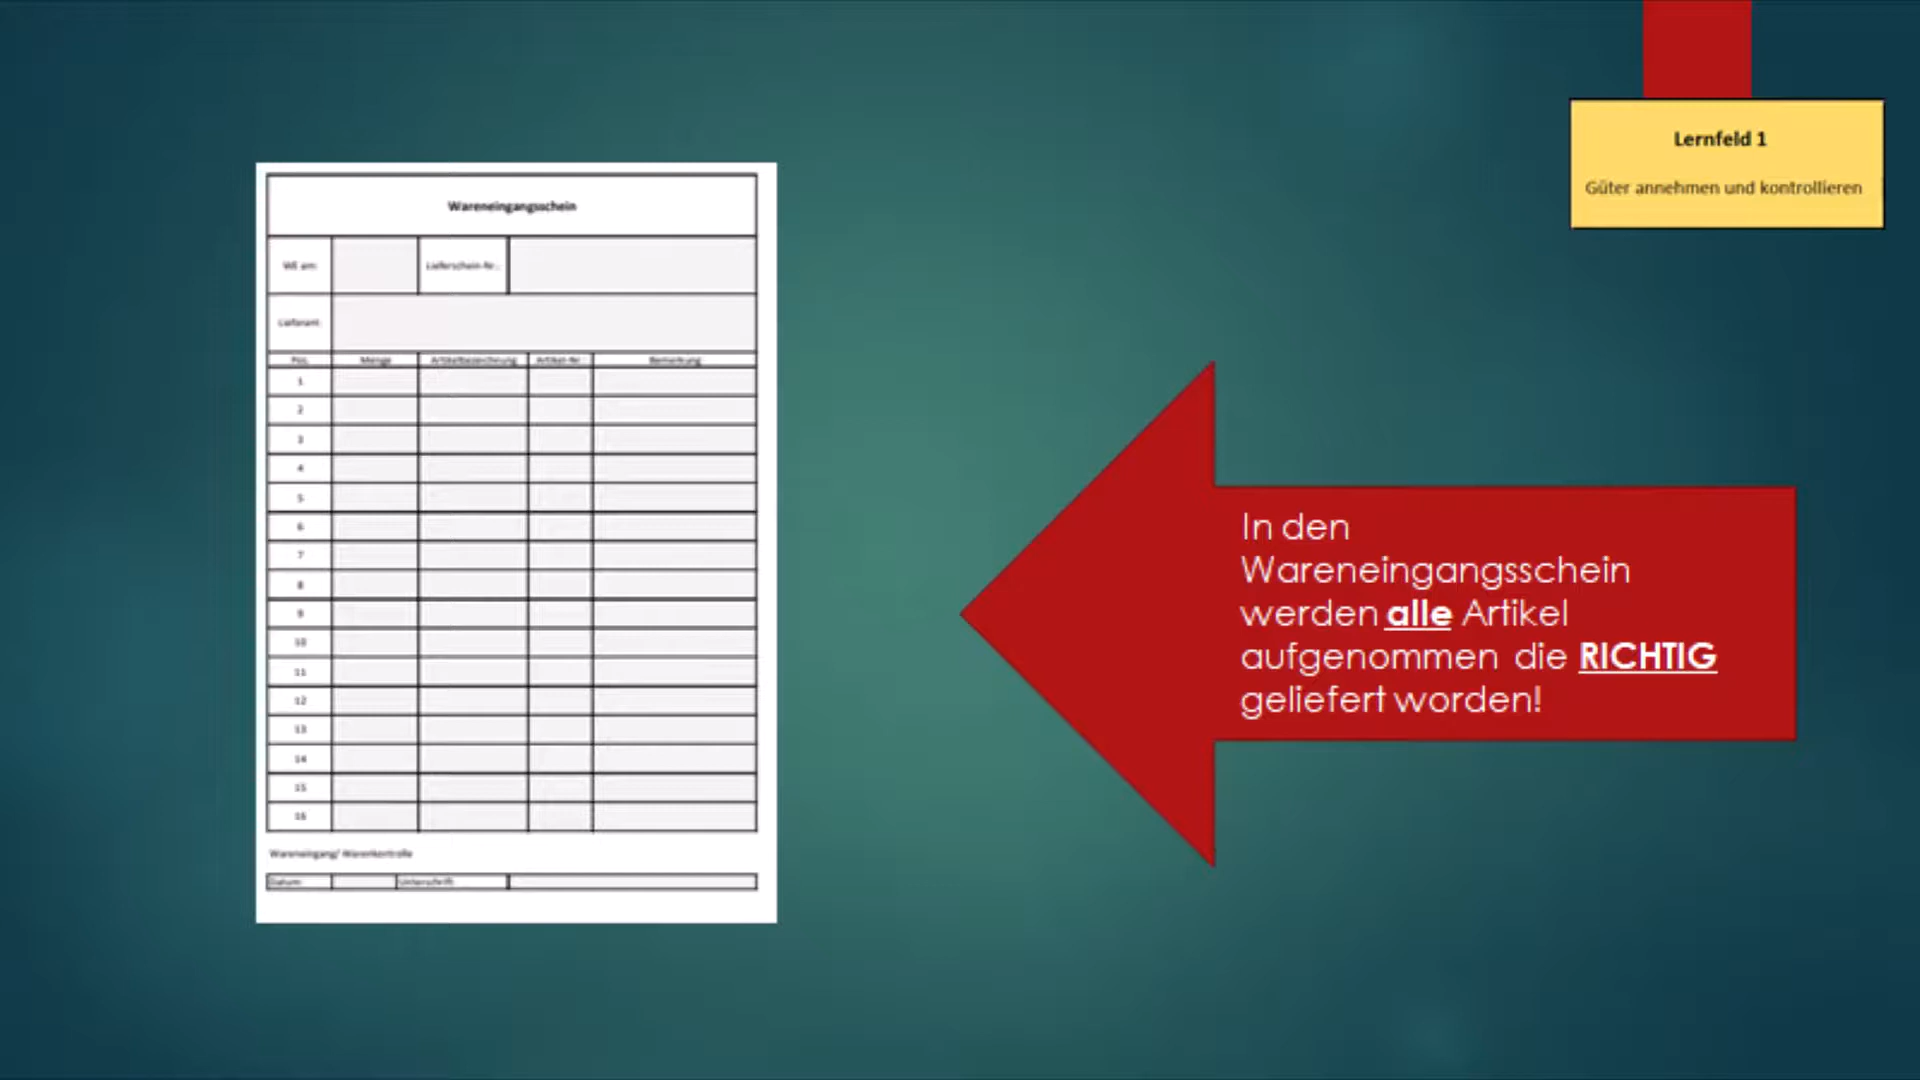 Lernfeld 1
Güter annehmen und kontrollieren
Wareneingangsschein
WE am:
Lieferschein-Nr.:
Lieferant:
Pos. Menge Artikelbezeichnung Artikel-Nr. Bemerkung
1
2
3
4
5
6
7
8
9
10
11
12
13
14
15
16
Wareneingang/ Warenkontrolle
Datum: Unterschrift:
In den
Wareneingangsschein
werden alle Artikel
aufgenommen die RICHTIG
geliefert worden!